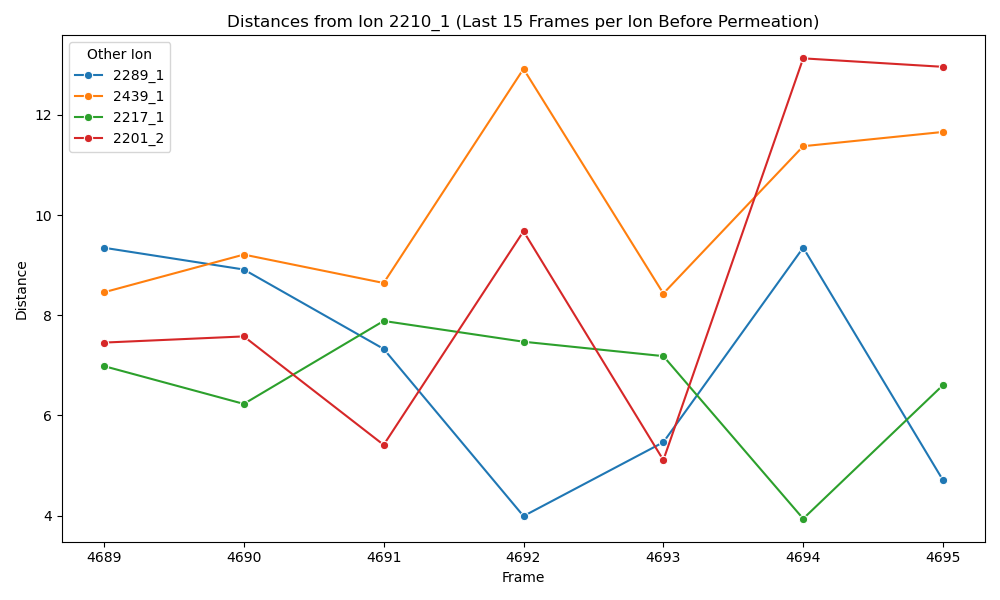 Distances from Ion 2210_1 (Last 15 Frames per Ion Before Permeation)
Other Ion
2289_1
2439_1
2217_1
2201_2
Distance
12
10
8
6
4
4689 4690 4691 4692 4693 4694 4695
Frame